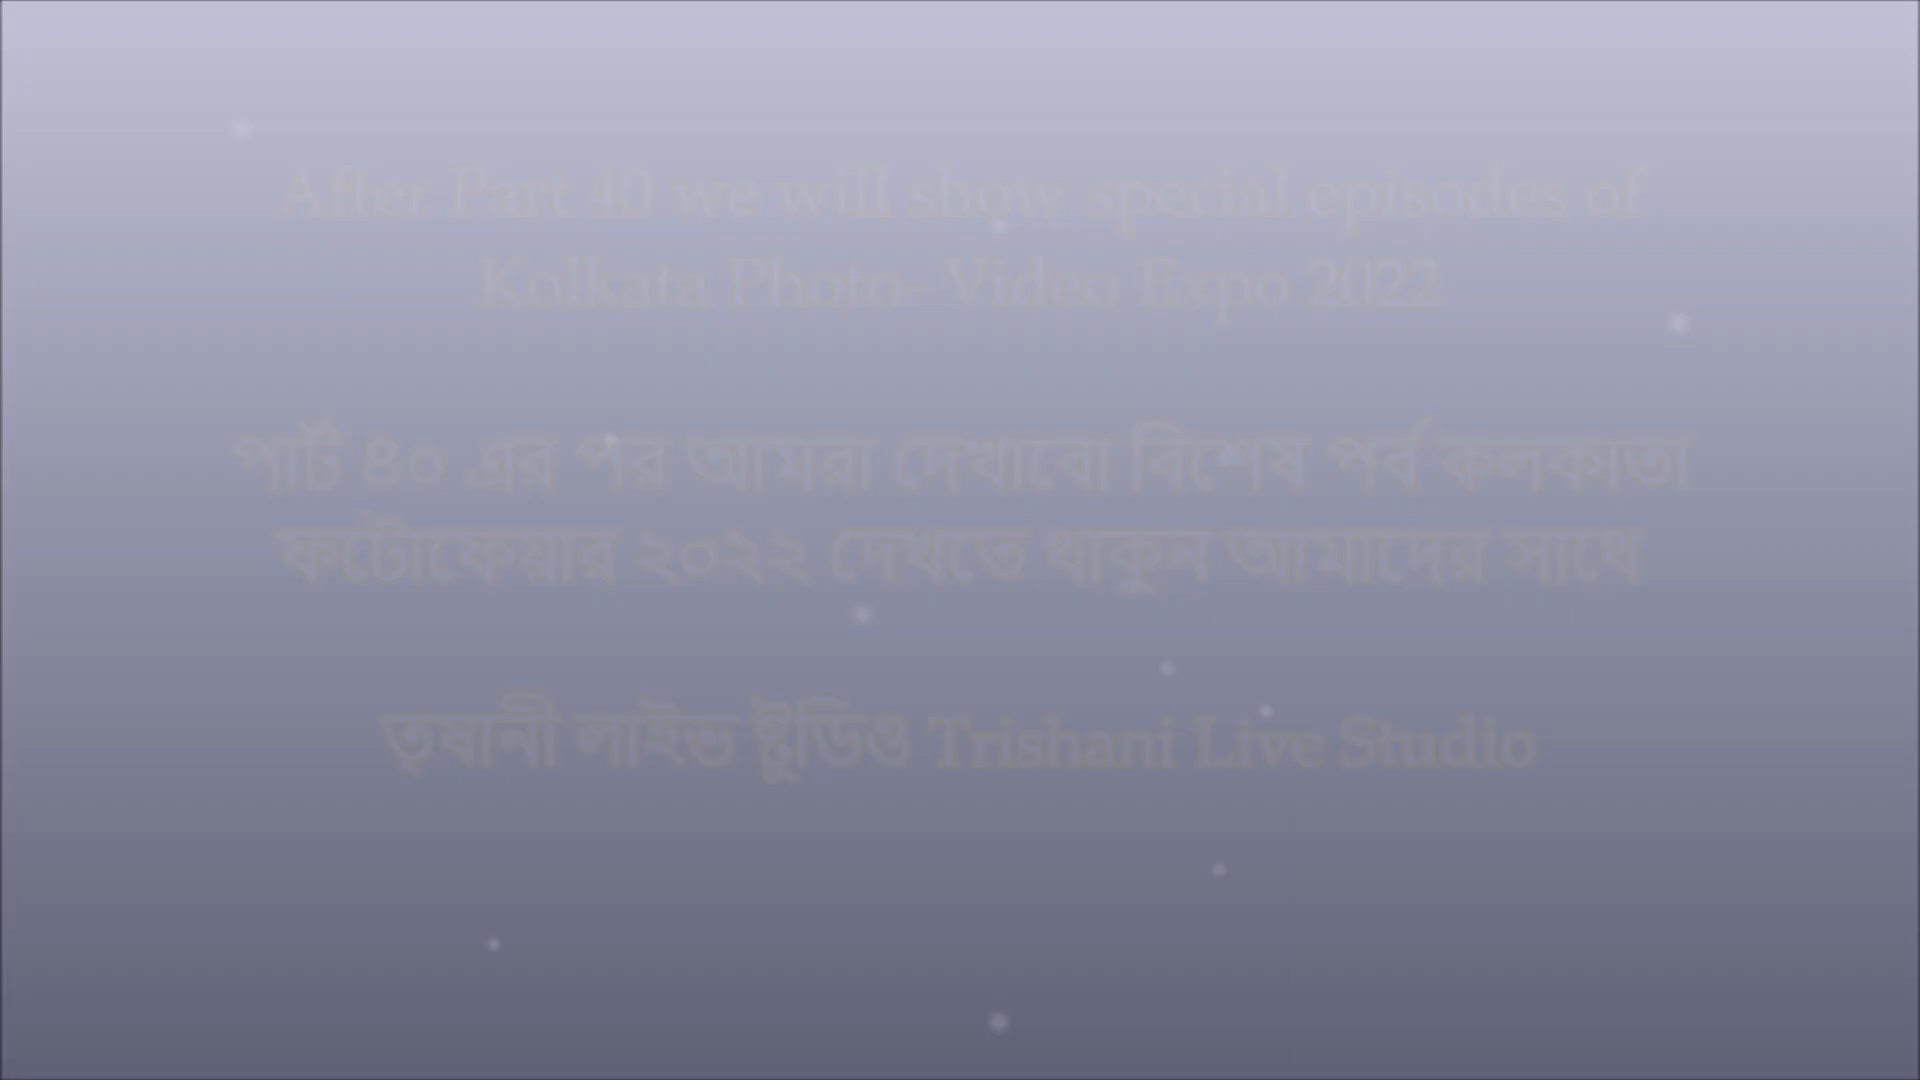 After Part 40 we will show special episodes of
Kolkata Photo- Video Expo 2022
পার্ট ৪০ এর পর আমরা দেখাবো বিশেষ পর্ব কলকাতা
ফটোফেয়ার ২০২২ দেখতে থাকুন আমাদের সাথে
তৃষানী লাইভ ষ্টুডিও Trishani Live Studio